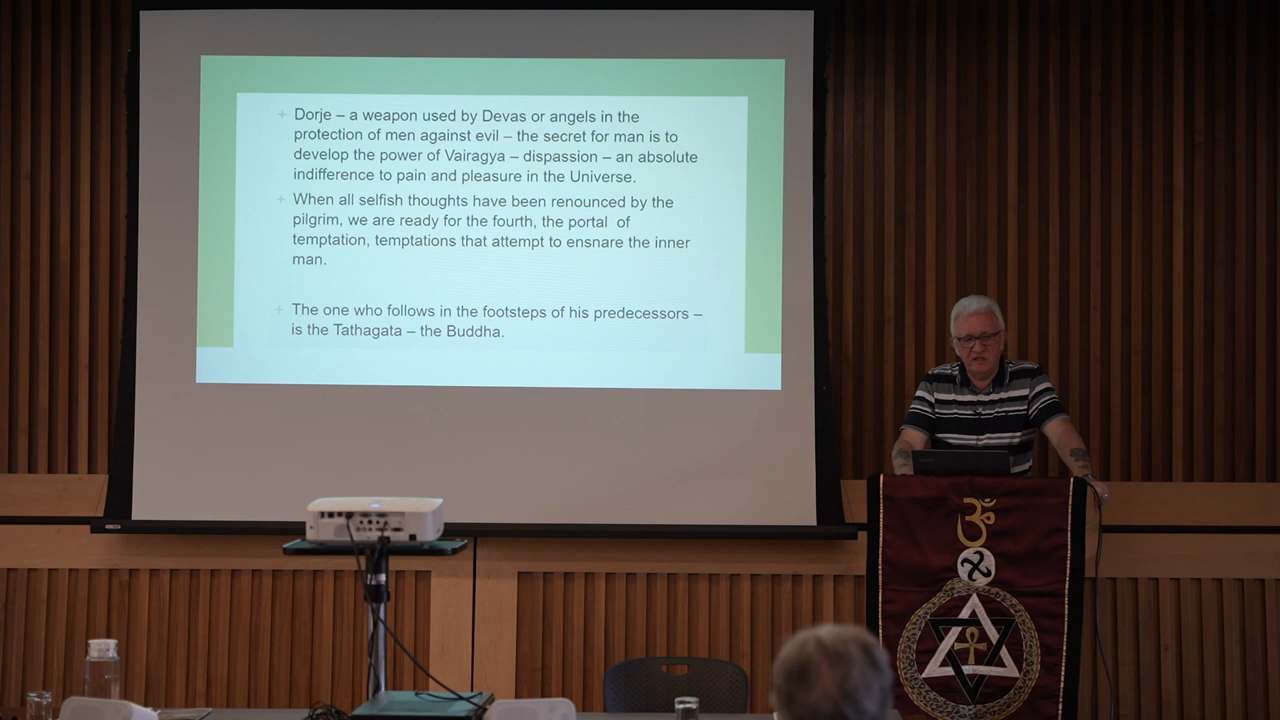 + Dorje – a weapon used by Devas or angels in the
protection of men against evil – the secret for man is to
develop the power of Vairagya – dispassion – an absolute
indifference to pain and pleasure in the Universe.
+ When all selfish thoughts have been renounced by the
pilgrim, we are ready for the fourth, the portal of
temptation, temptations that attempt to ensnare the inner
man.
+ The one who follows in the footsteps of his predecessors –
is the Tathagata – the Buddha.
ॐ